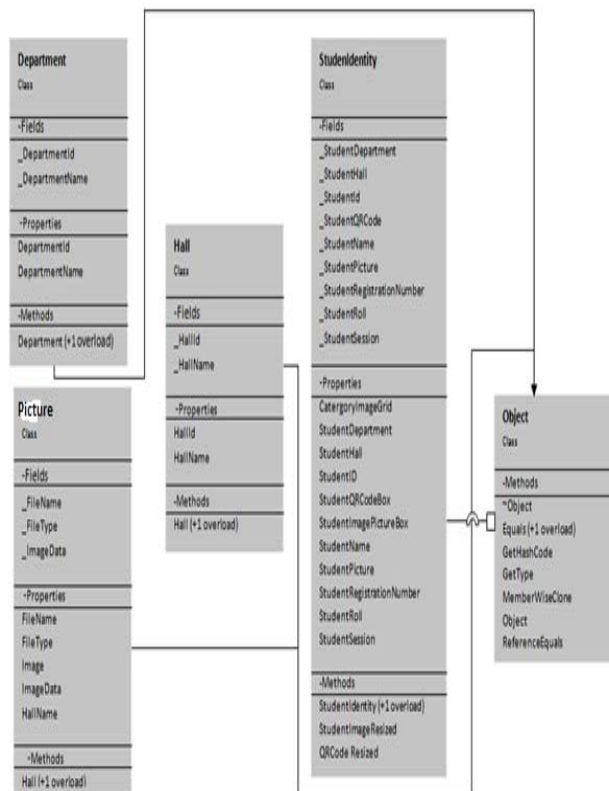 Department
Class
-Fields
_DepartmentId
_DepartmentName
-Properties
DepartmentId
DepartmentName
-Methods
Department (+1 overload)
Picture
Class
-Fields
_FileName
_FileType
_ImageData
-Properties
FileName
FileType
Image
ImageData
HallName
-Methods
Hall (+1 overload)
Hall
Class
-Fields
_HallId
_HallName
-Properties
HallId
HallName
-Methods
Hall (+1 overload)
StudenIdentity
Class
-Fields
_StudentDepartment
_StudentHall
_StudentId
_StudentQRCode
_StudentName
_StudentPicture
_StudentRegistrationNumber
_StudentRoll
_StudentSession
-Properties
CatergoryImageGrid
StudentDepartment
StudentHall
StudentID
StudentQRCodeBox
StudentImagePictureBox
StudentName
StudentPicture
StudentRegistrationNumber
StudentRoll
StudentSession
-Methods
StudentIdentity (+1 overload)
StudentImageResized
QRCode Resized
Object
Class
-Methods
~Object
Equals (+1 overload)
GetHashCode
GetType
MemberWiseClone
Object
ReferenceEquals